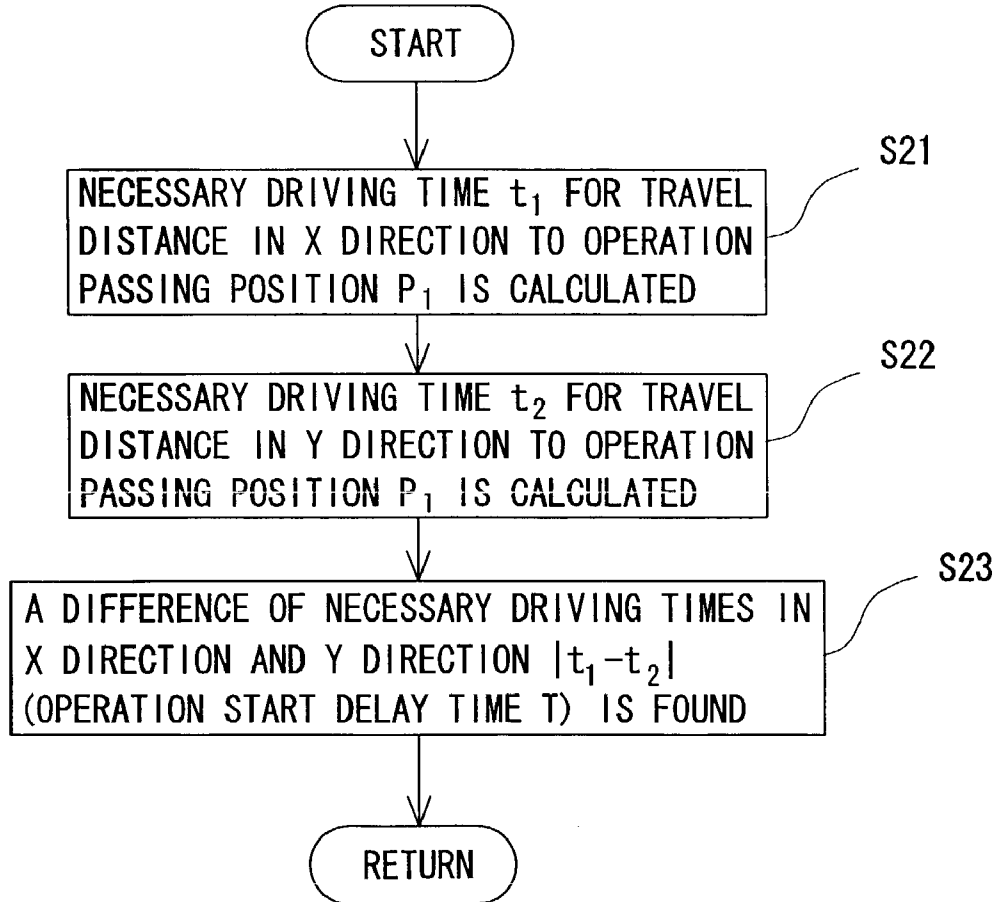 START
S21
NECESSARY DRIVING TIME t₁ FOR TRAVEL
DISTANCE IN X DIRECTION TO OPERATION
PASSING POSITION P₁ IS CALCULATED
S22
NECESSARY DRIVING TIME t₂ FOR TRAVEL
DISTANCE IN Y DIRECTION TO OPERATION
PASSING POSITION P₁ IS CALCULATED
S23
A DIFFERENCE OF NECESSARY DRIVING TIMES IN
X DIRECTION AND Y DIRECTION |t₁-t₂|
(OPERATION START DELAY TIME T) IS FOUND
RETURN